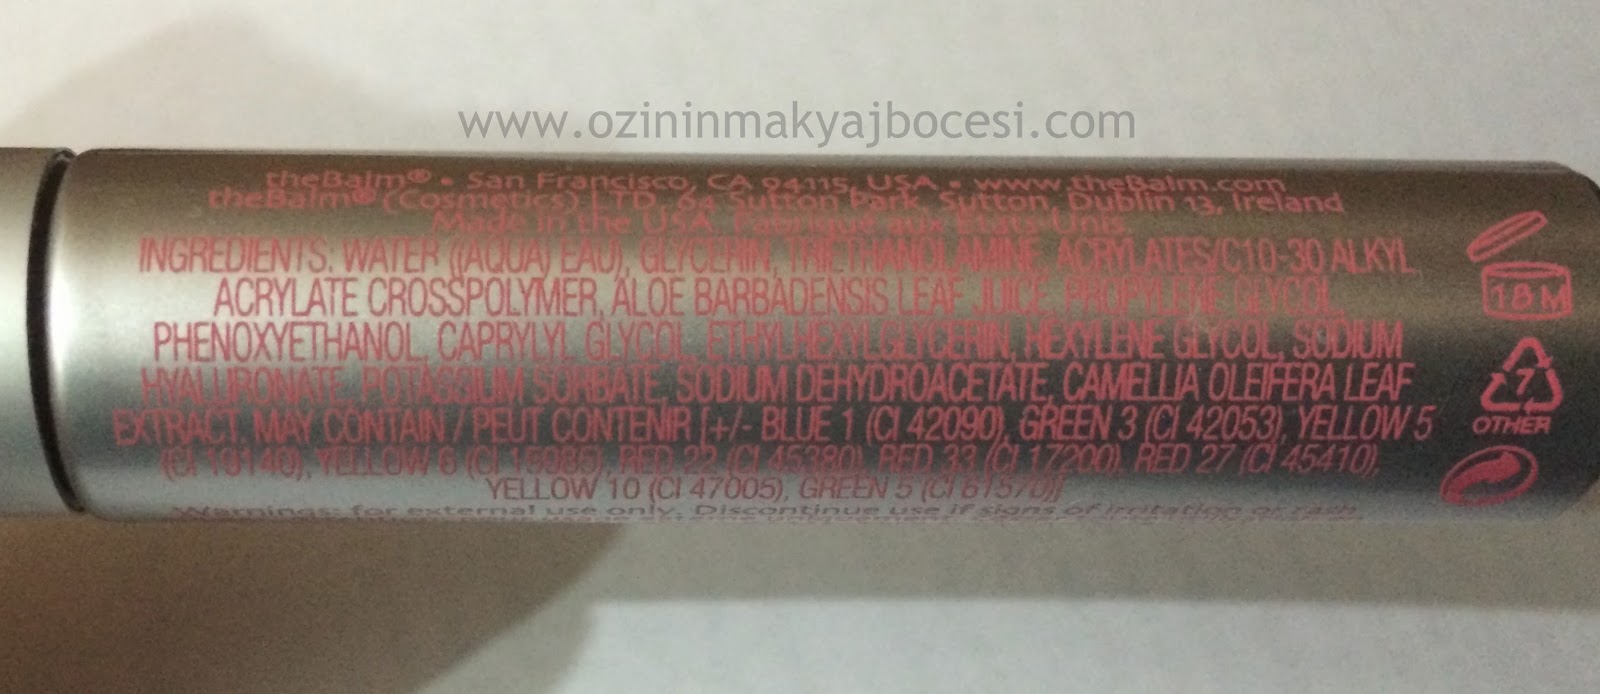 www.ozininmakyajbocesi.com
theBalm® • San Francisco, CA 94115, USA • www.theBalm.com
theBalm® (Cosmetics) LTD. 64 Sutton Park, Sutton, Dublin 13, Ireland
Made in the USA. Fabriqué aux États-Unis.
INGREDIENTS: WATER ((AQUA) EAU), GLYCERIN, TRIETHANOLAMINE, ACRYLATES/C10-30 ALKYL
ACRYLATE CROSSPOLYMER, ALOE BARBADENSIS LEAF JUICE, PROPYLENE GLYCOL,
PHENOXYETHANOL, CAPRYLYL GLYCOL, ETHYLHEXYLGLYCERIN, HEXYLENE GLYCOL, SODIUM
HYALURONATE, POTASSIUM SORBATE, SODIUM DEHYDROACETATE, CAMELLIA OLEIFERA LEAF
EXTRACT. MAY CONTAIN / PEUT CONTENIR [+/- BLUE 1 (CI 42090), GREEN 3 (CI 42053), YELLOW 5
(CI 19140), YELLOW 6 (CI 15985), RED 22 (CI 45380), RED 33 (CI 17200), RED 27 (CI 45410),
YELLOW 10 (CI 47005), GREEN 5 (CI 61570)]
Warnings: for external use only. Discontinue use if signs of irritation or rash
18 M
7
OTHER